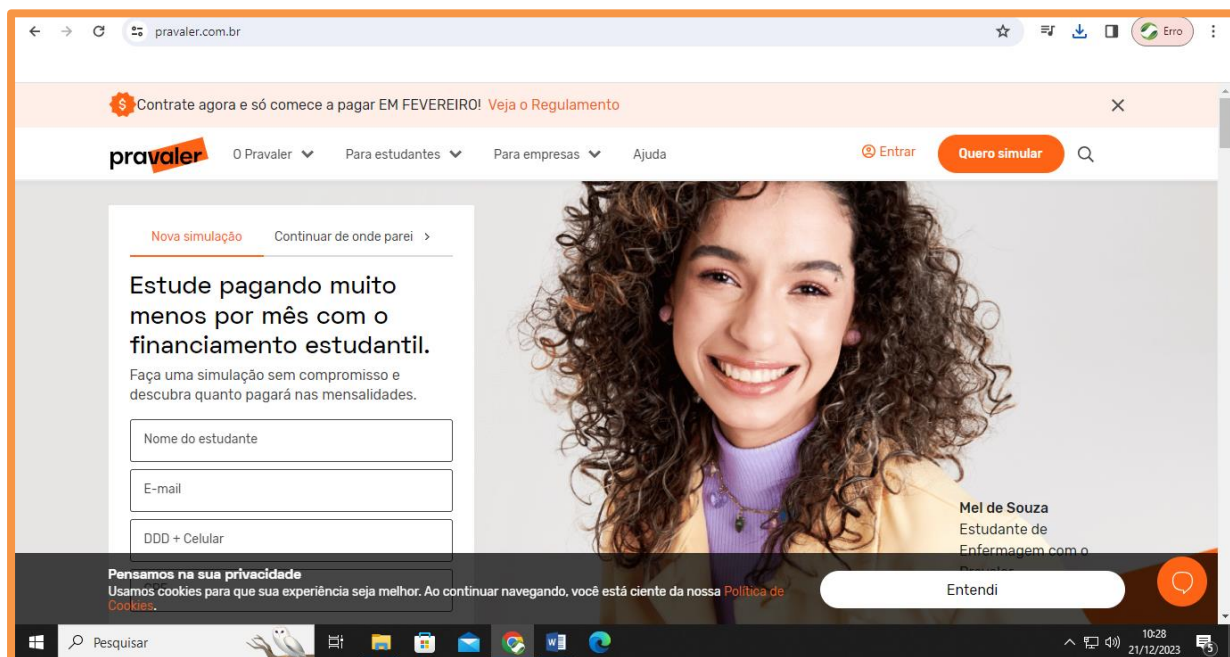 pravaler.com.br
Erro
Contrate agora e só comece a pagar EM FEVEREIRO! Veja o Regulamento
pravaler
O Pravaler
Para estudantes
Para empresas
Ajuda
Entrar
Quero simular
Nova simulação
Continuar de onde parei
Estude pagando muito
menos por mês com o
financiamento estudantil.
Faça uma simulação sem compromisso e
descubra quanto pagará nas mensalidades.
Nome do estudante
E-mail
DDD + Celular
CPF
Mel de Souza
Estudante de
Enfermagem com o
Pravaler
Pensamos na sua privacidade
Usamos cookies para que sua experiência seja melhor. Ao continuar navegando, você está ciente da nossa Política de
Cookies.
Entendi
Pesquisar
10:28
21/12/2023
5